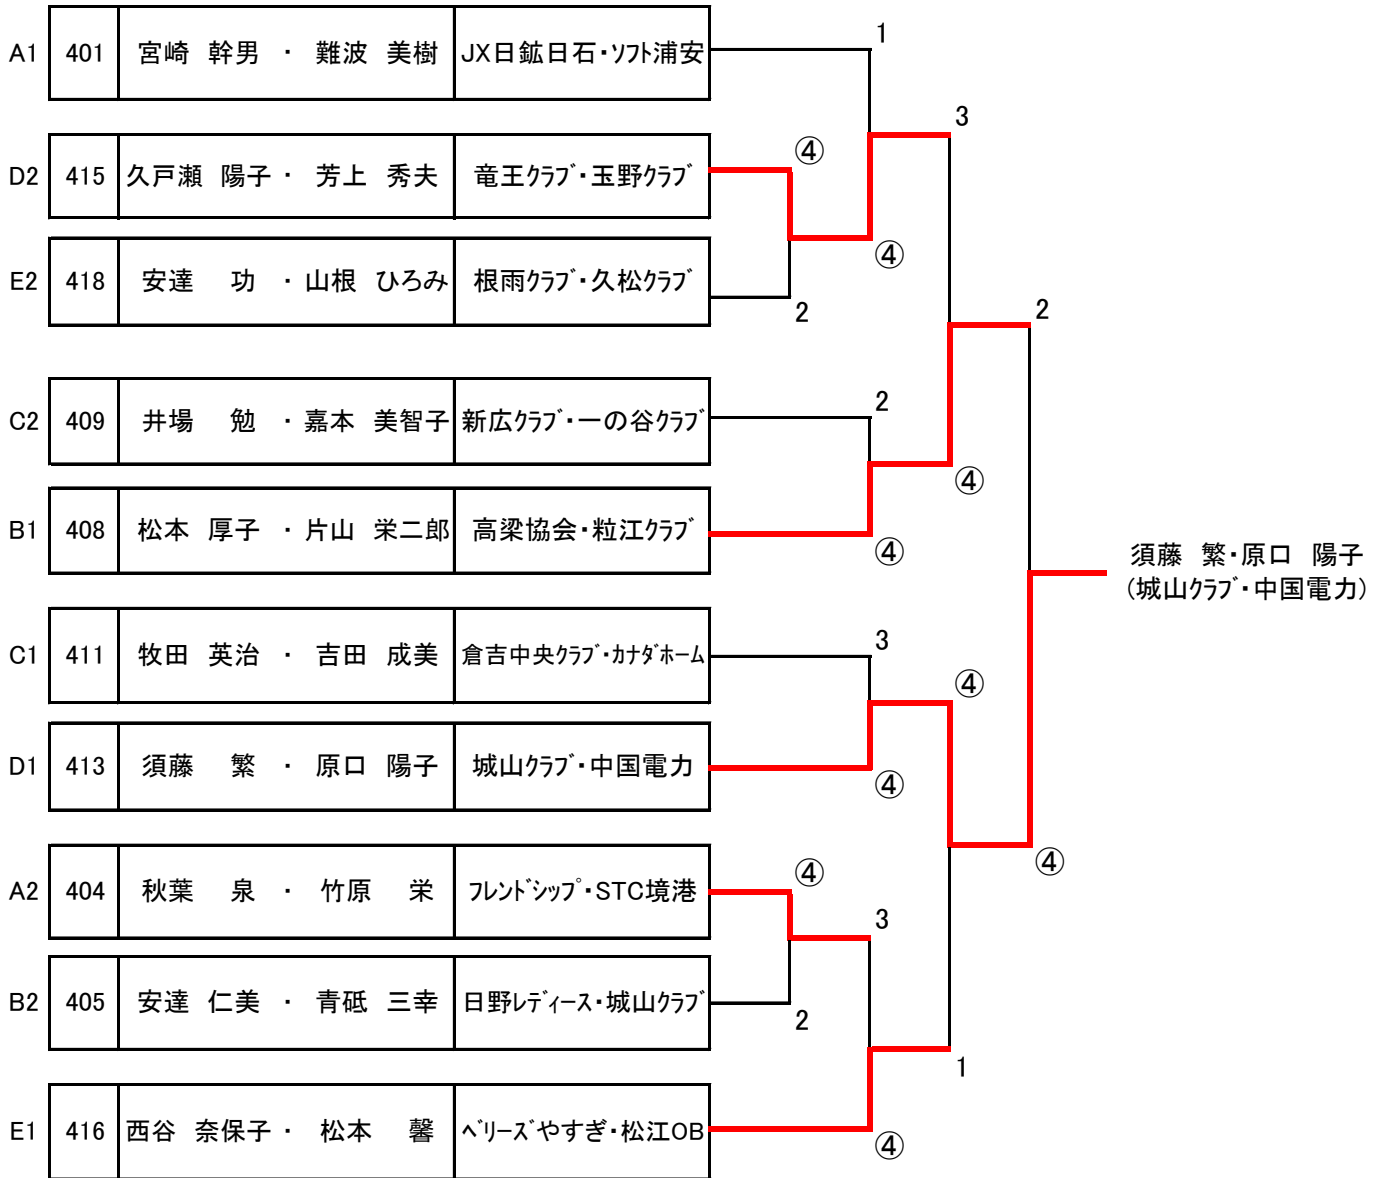 A1 401 宮崎 幹男 ・ 難波 美樹 JX日鉱日石・ソフト浦安
1
3
D2 415 久戸瀬 陽子 ・ 芳上 秀夫 竜王クラブ・玉野クラブ
④
④
E2 418 安達 功 ・ 山根 ひろみ 根雨クラブ・久松クラブ
2
2
C2 409 井場 勉 ・ 嘉本 美智子 新広クラブ・一の谷クラブ
2
④
B1 408 松本 厚子 ・ 片山 栄二郎 高梁協会・粒江クラブ
④
須藤 繁・原口 陽子
(城山クラブ・中国電力)
C1 411 牧田 英治 ・ 吉田 成美 倉吉中央クラブ・カナダホーム
3
④
D1 413 須藤 繁 ・ 原口 陽子 城山クラブ・中国電力
④
④
A2 404 秋葉 泉 ・ 竹原 栄 フレンドシップ・STC境港
④
3
B2 405 安達 仁美 ・ 青砥 三幸 日野レディース・城山クラブ
2
1
E1 416 西谷 奈保子 ・ 松本 馨 ベリーズやすぎ・松江OB
④